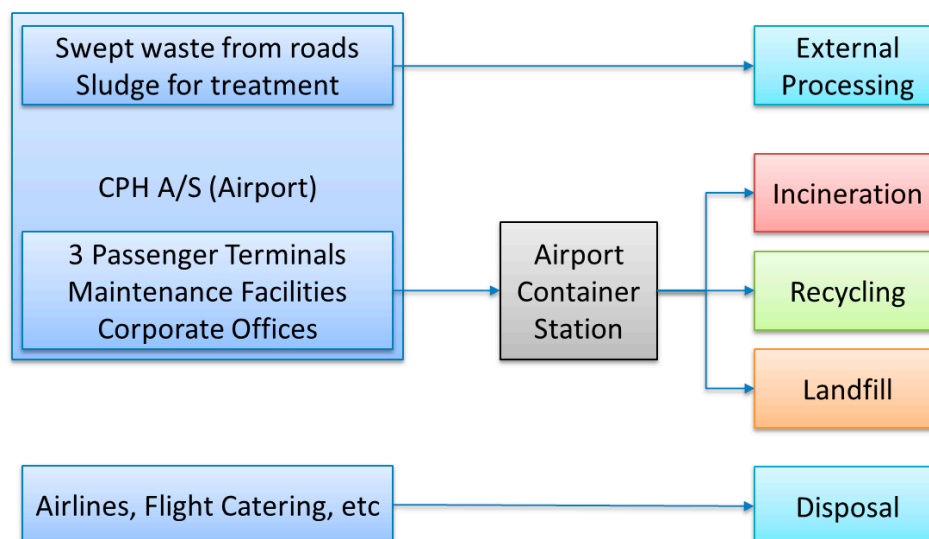 Swept waste from roads
Sludge for treatment
External
Processing
CPH A/S (Airport)
Incineration
3 Passenger Terminals
Maintenance Facilities
Corporate Offices
Airport
Container
Station
Recycling
Landfill
Airlines, Flight Catering, etc
Disposal